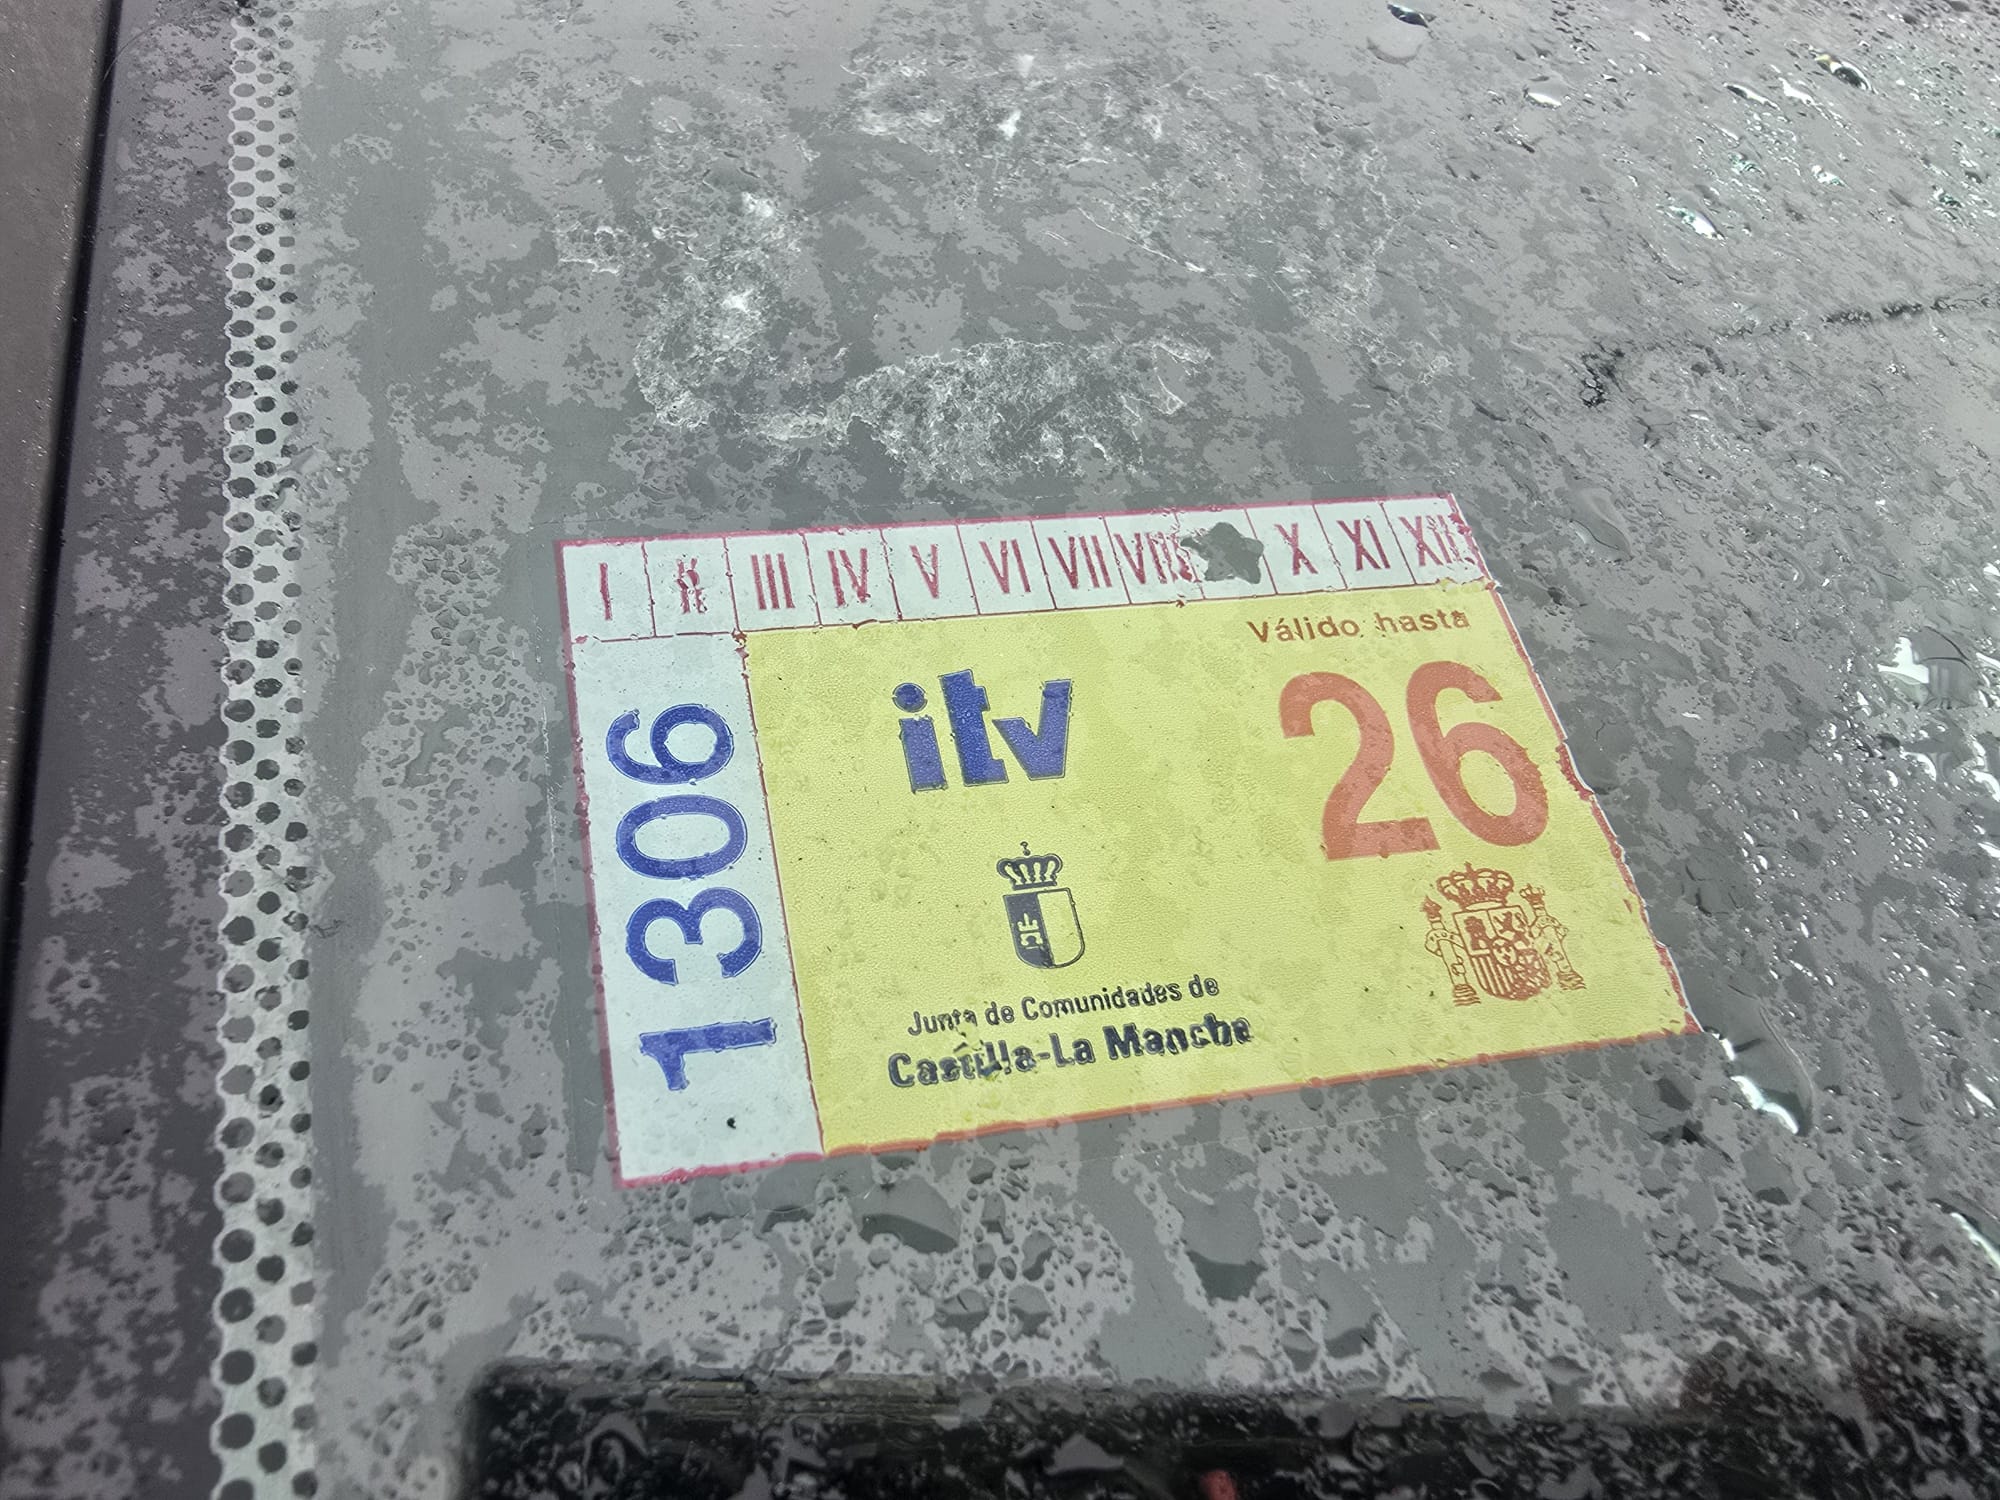 I II III IV V VI VII VIII X XI XII
Válido hasta
itv
26
1306
Junta de Comunidades de
Castilla-La Mancha